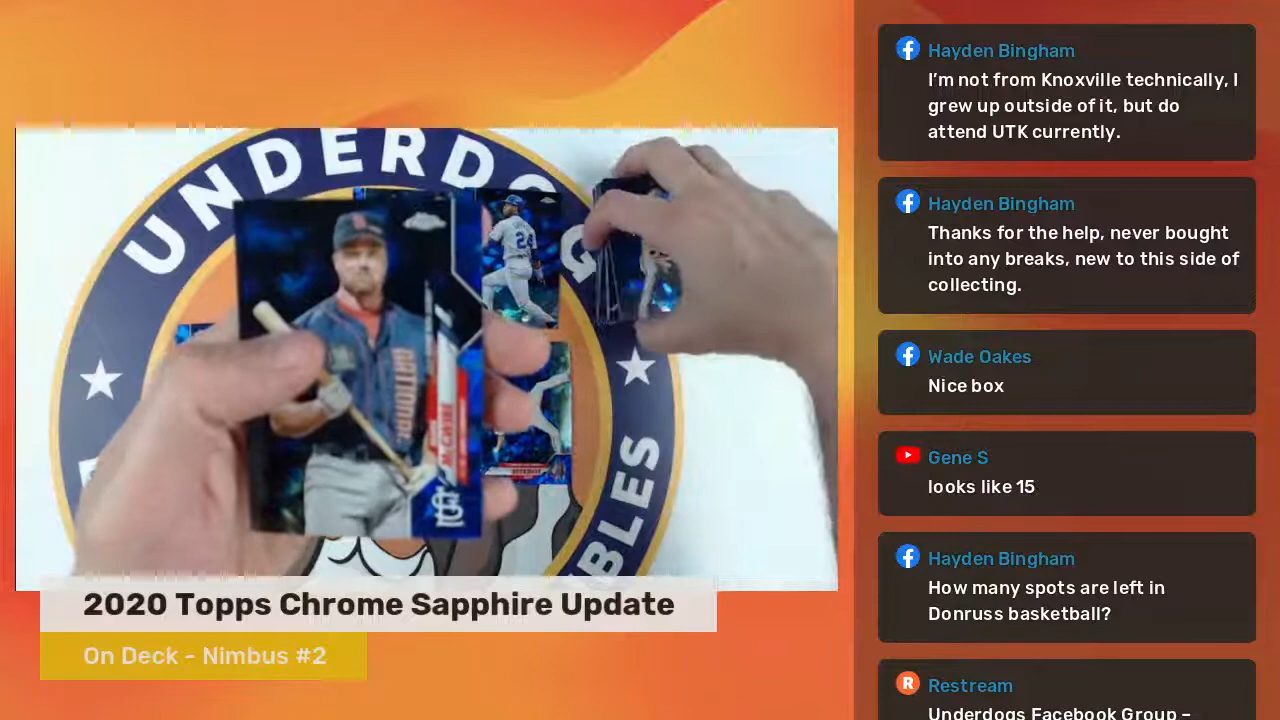 UNDERDOG
BLES
24
NATIONAL
MCGWIRE
2020 Topps Chrome Sapphire Update
On Deck - Nimbus #2
Hayden Bingham
I’m not from Knoxville technically, I
grew up outside of it, but do
attend UTK currently.
Hayden Bingham
Thanks for the help, never bought
into any breaks, new to this side of
collecting.
Wade Oakes
Nice box
Gene S
looks like 15
Hayden Bingham
How many spots are left in
Donruss basketball?
Restream
Underdogs Facebook Group –